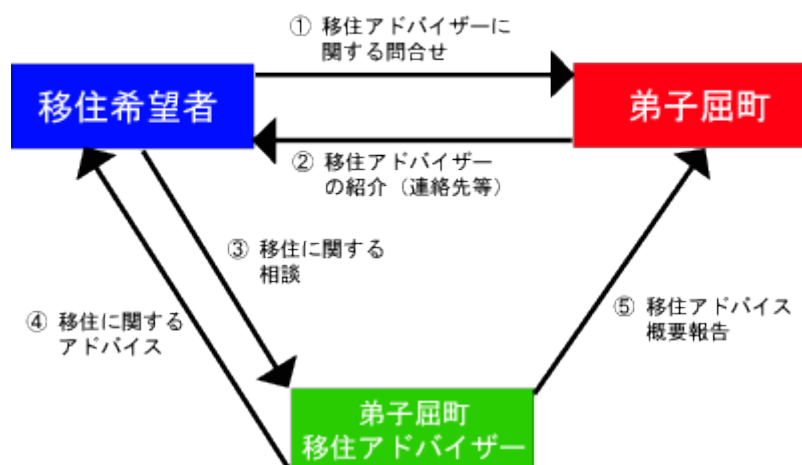 ① 移住アドバイザーに
関する問合せ
移住希望者
弟子屈町
② 移住アドバイザー
の紹介（連絡先等）
③ 移住に関する
相談
④ 移住に関する
アドバイス
⑤ 移住アドバイス
概要報告
弟子屈町
移住アドバイザー